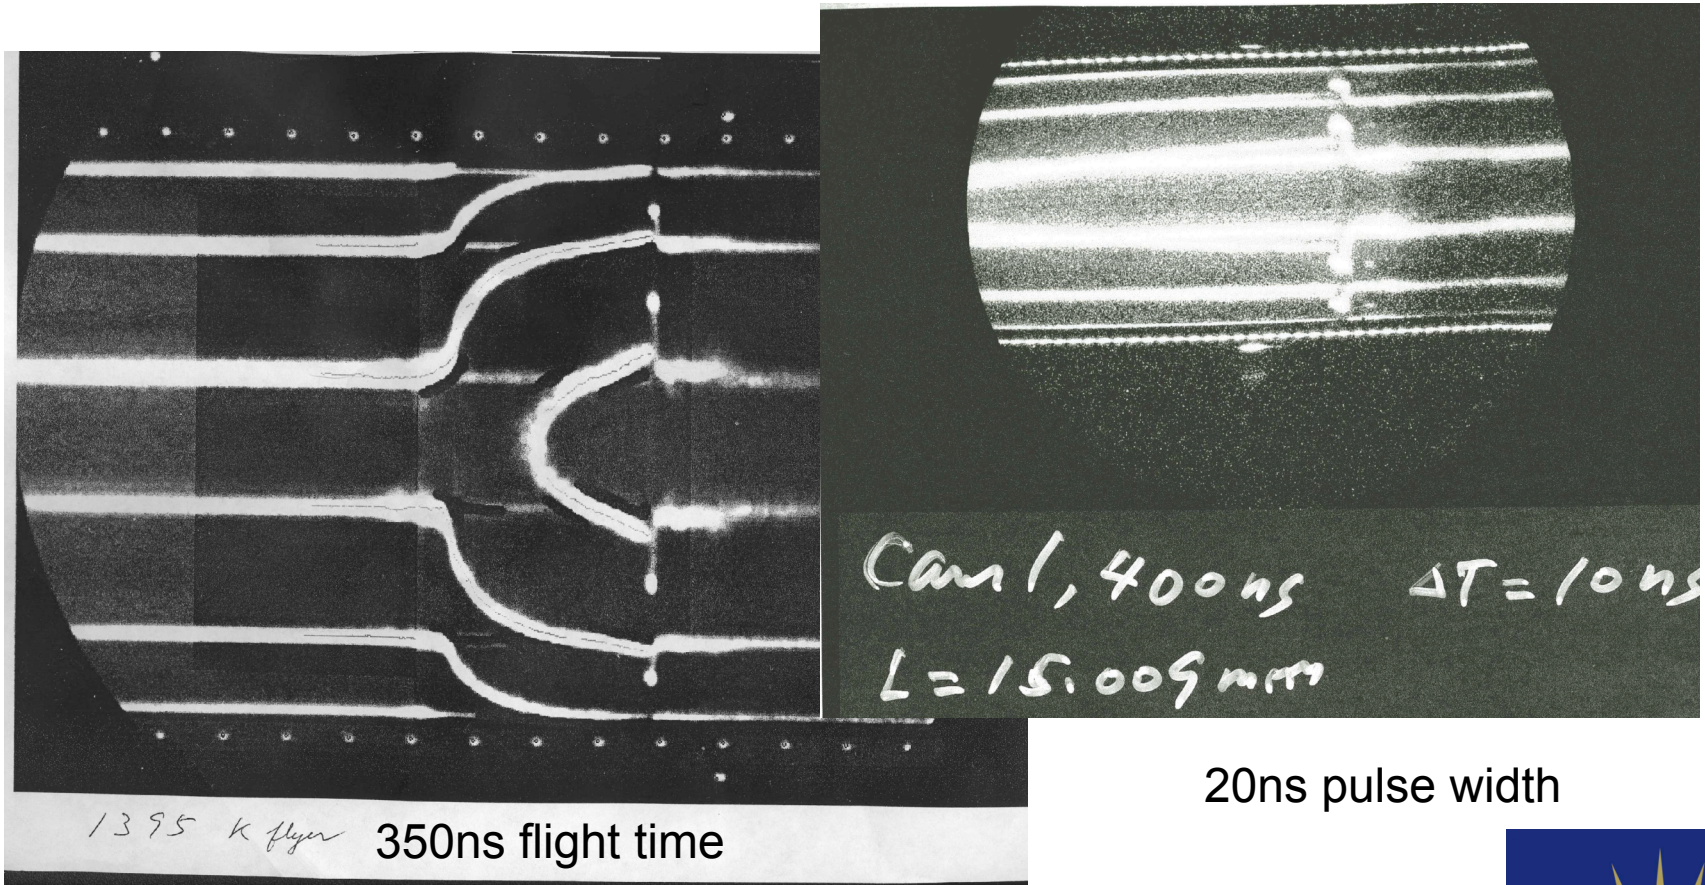 Cam 1, 400ns ΔT = 10ns
L = 15.009 mm
20ns pulse width
1395 K flyer
350ns flight time